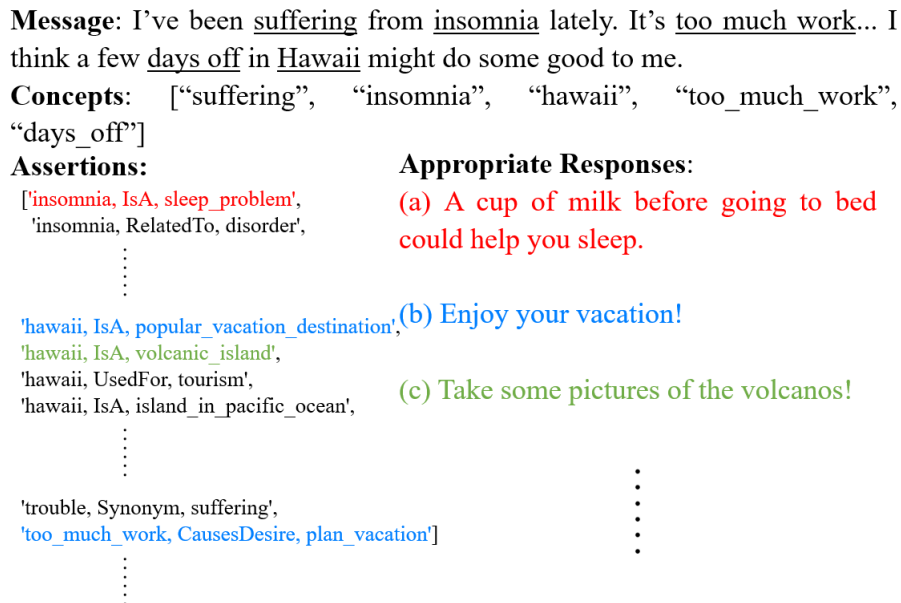 Message: I’ve been suffering from insomnia lately. It’s too much work... I
think a few days off in Hawaii might do some good to me.
Concepts: [“suffering”, “insomnia”, “hawaii”, “too_much_work”,
“days_off”]
Assertions:
['insomnia, IsA, sleep_problem',
'insomnia, RelatedTo, disorder',
'hawaii, IsA, popular_vacation_destination',
'hawaii, IsA, volcanic_island',
'hawaii, UsedFor, tourism',
'hawaii, IsA, island_in_pacific_ocean',
'trouble, Synonym, suffering',
'too_much_work, CausesDesire, plan_vacation']
Appropriate Responses:
(a) A cup of milk before going to bed
could help you sleep.
(b) Enjoy your vacation!
(c) Take some pictures of the volcanos!